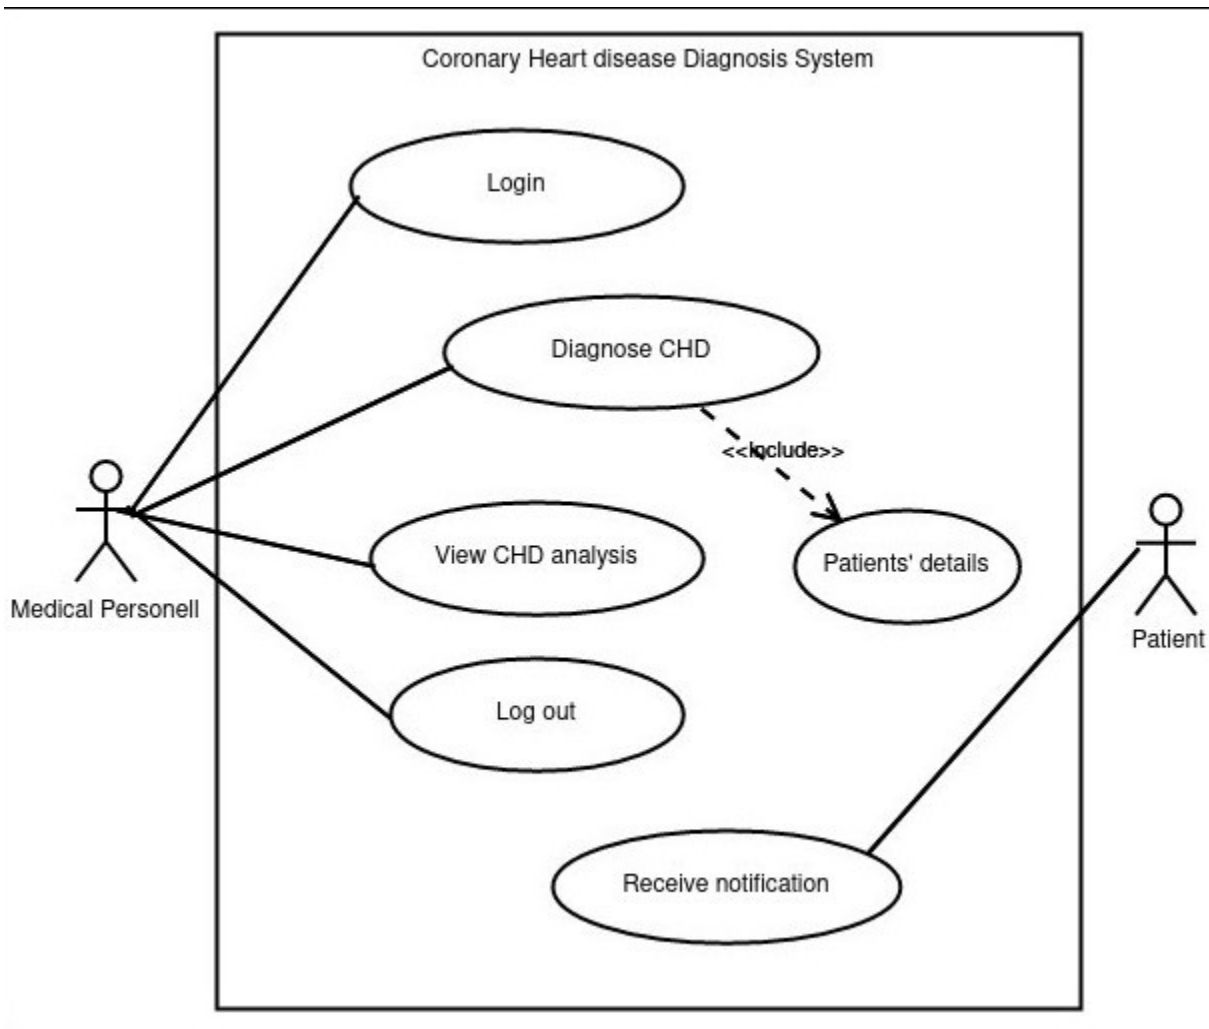 Coronary Heart disease Diagnosis System
Login
Diagnose CHD
<<Include>>
View CHD analysis
Patients' details
Medical Personell
Patient
Log out
Receive notification